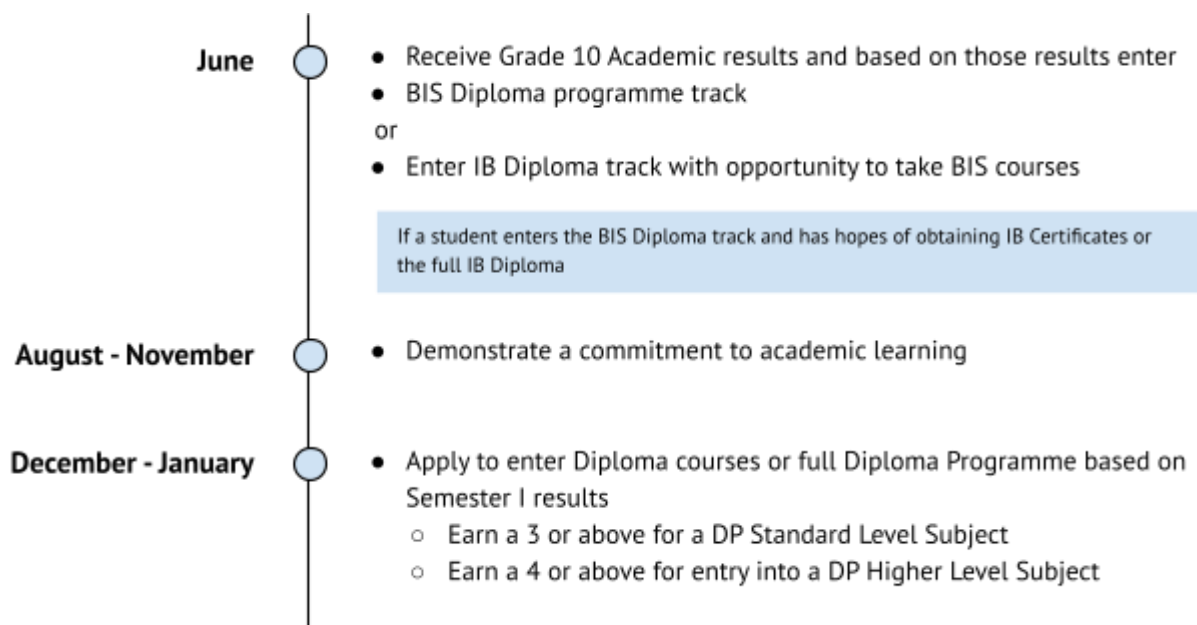 June
● Receive Grade 10 Academic results and based on those results enter
● BIS Diploma programme track
or
● Enter IB Diploma track with opportunity to take BIS courses
If a student enters the BIS Diploma track and has hopes of obtaining IB Certificates or
the full IB Diploma
August - November
● Demonstrate a commitment to academic learning
December - January
● Apply to enter Diploma courses or full Diploma Programme based on
Semester I results
○ Earn a 3 or above for a DP Standard Level Subject
○ Earn a 4 or above for entry into a DP Higher Level Subject